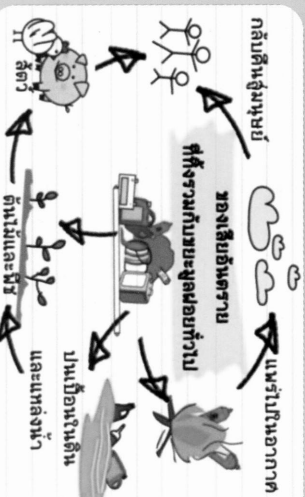 ของเสียอันตราย
ที่ทิ้งรวมกับขยะมูลฝอยทั่วไป
กลับคืนสู่มนุษย์
แพร่ไปในอากาศ
สัตว์
ต้นไม้และพืช
ปนเปื้อนในดิน
และแหล่งน้ำ